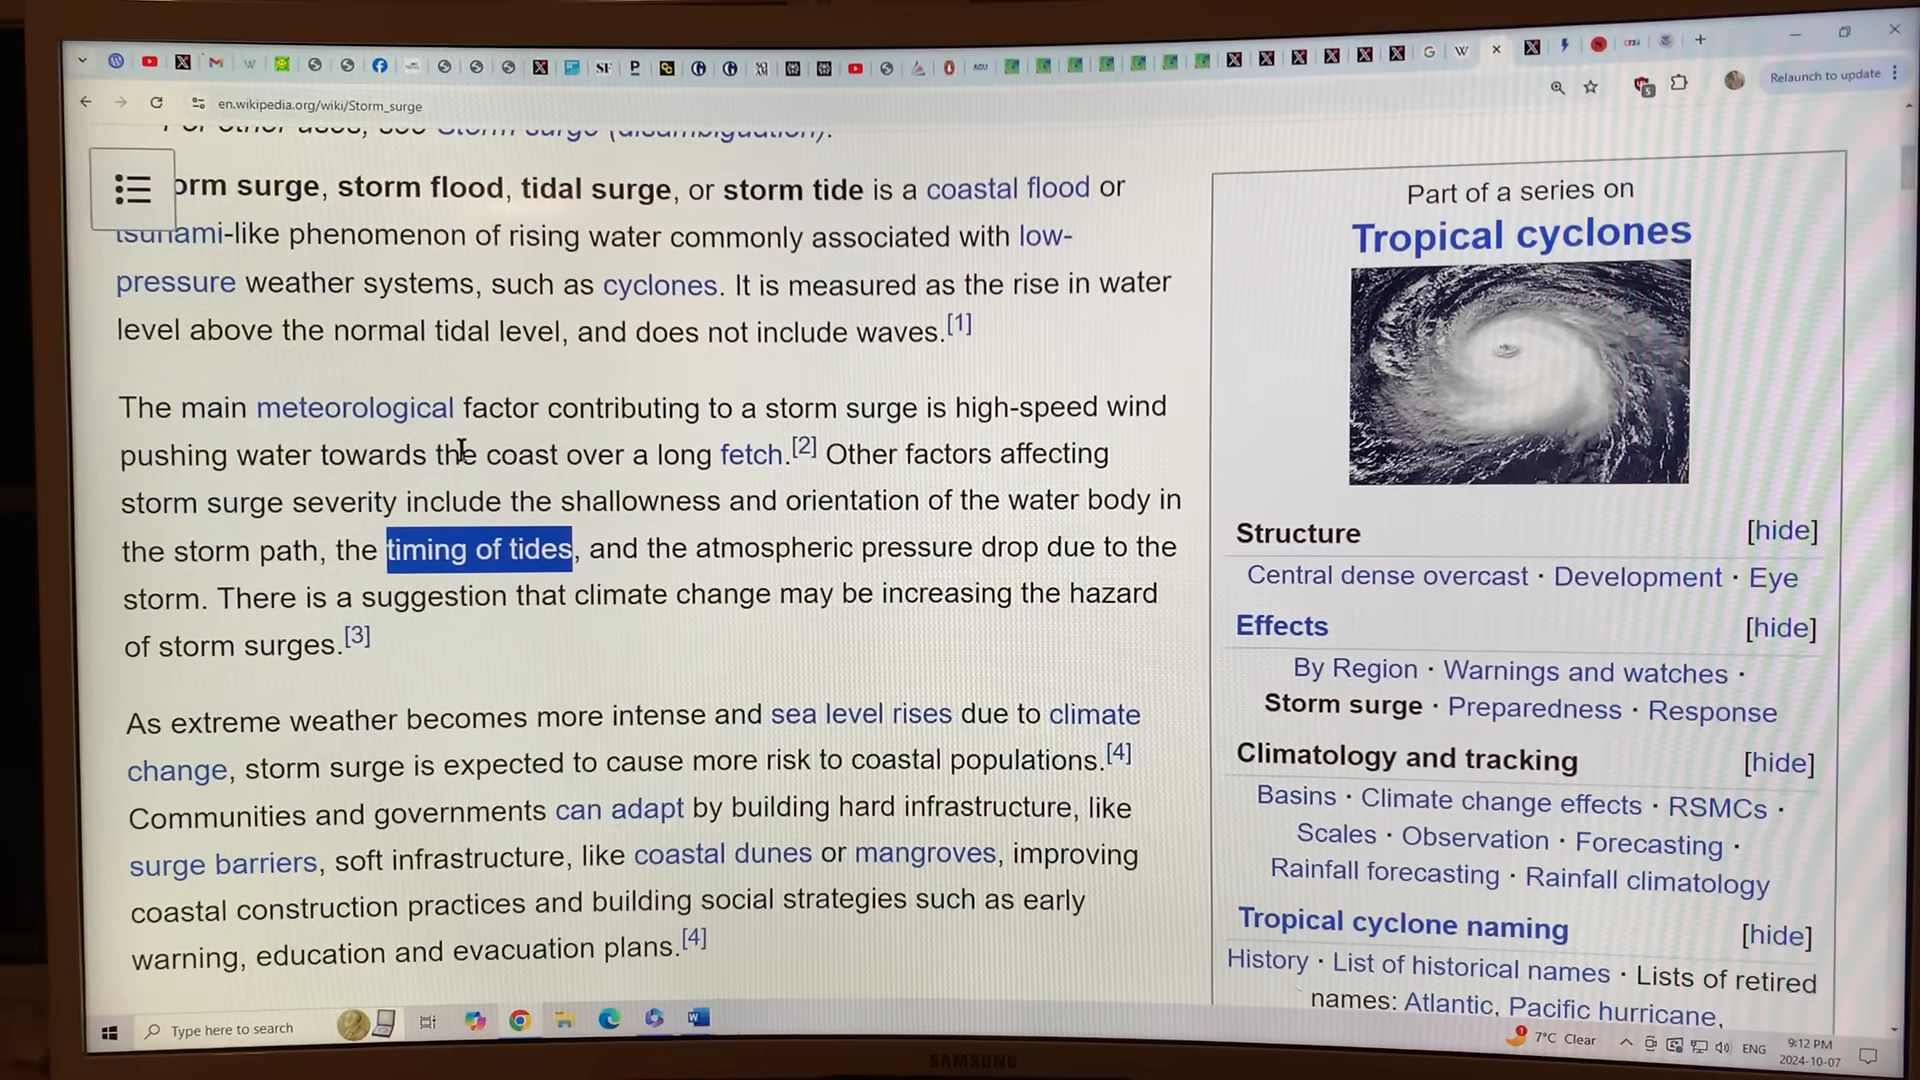 en.wikipedia.org/wiki/Storm_surge
Relaunch to update
For other uses, see Storm surge (disambiguation).
orm surge, storm flood, tidal surge, or storm tide is a coastal flood or
tsunami-like phenomenon of rising water commonly associated with low-
pressure weather systems, such as cyclones. It is measured as the rise in water
level above the normal tidal level, and does not include waves.[1]
The main meteorological factor contributing to a storm surge is high-speed wind
pushing water towards the coast over a long fetch.[2] Other factors affecting
storm surge severity include the shallowness and orientation of the water body in
the storm path, the timing of tides, and the atmospheric pressure drop due to the
storm. There is a suggestion that climate change may be increasing the hazard
of storm surges.[3]
As extreme weather becomes more intense and sea level rises due to climate
change, storm surge is expected to cause more risk to coastal populations.[4]
Communities and governments can adapt by building hard infrastructure, like
surge barriers, soft infrastructure, like coastal dunes or mangroves, improving
coastal construction practices and building social strategies such as early
warning, education and evacuation plans.[4]
Part of a series on
Tropical cyclones
Structure [hide]
Central dense overcast · Development · Eye
Effects [hide]
By Region · Warnings and watches ·
Storm surge · Preparedness · Response
Climatology and tracking [hide]
Basins · Climate change effects · RSMCs ·
Scales · Observation · Forecasting ·
Rainfall forecasting · Rainfall climatology
Tropical cyclone naming [hide]
History · List of historical names · Lists of retired
names: Atlantic, Pacific hurricane,
Type here to search
7°C Clear
ENG
9:12 PM
2024-10-07
SAMSUNG